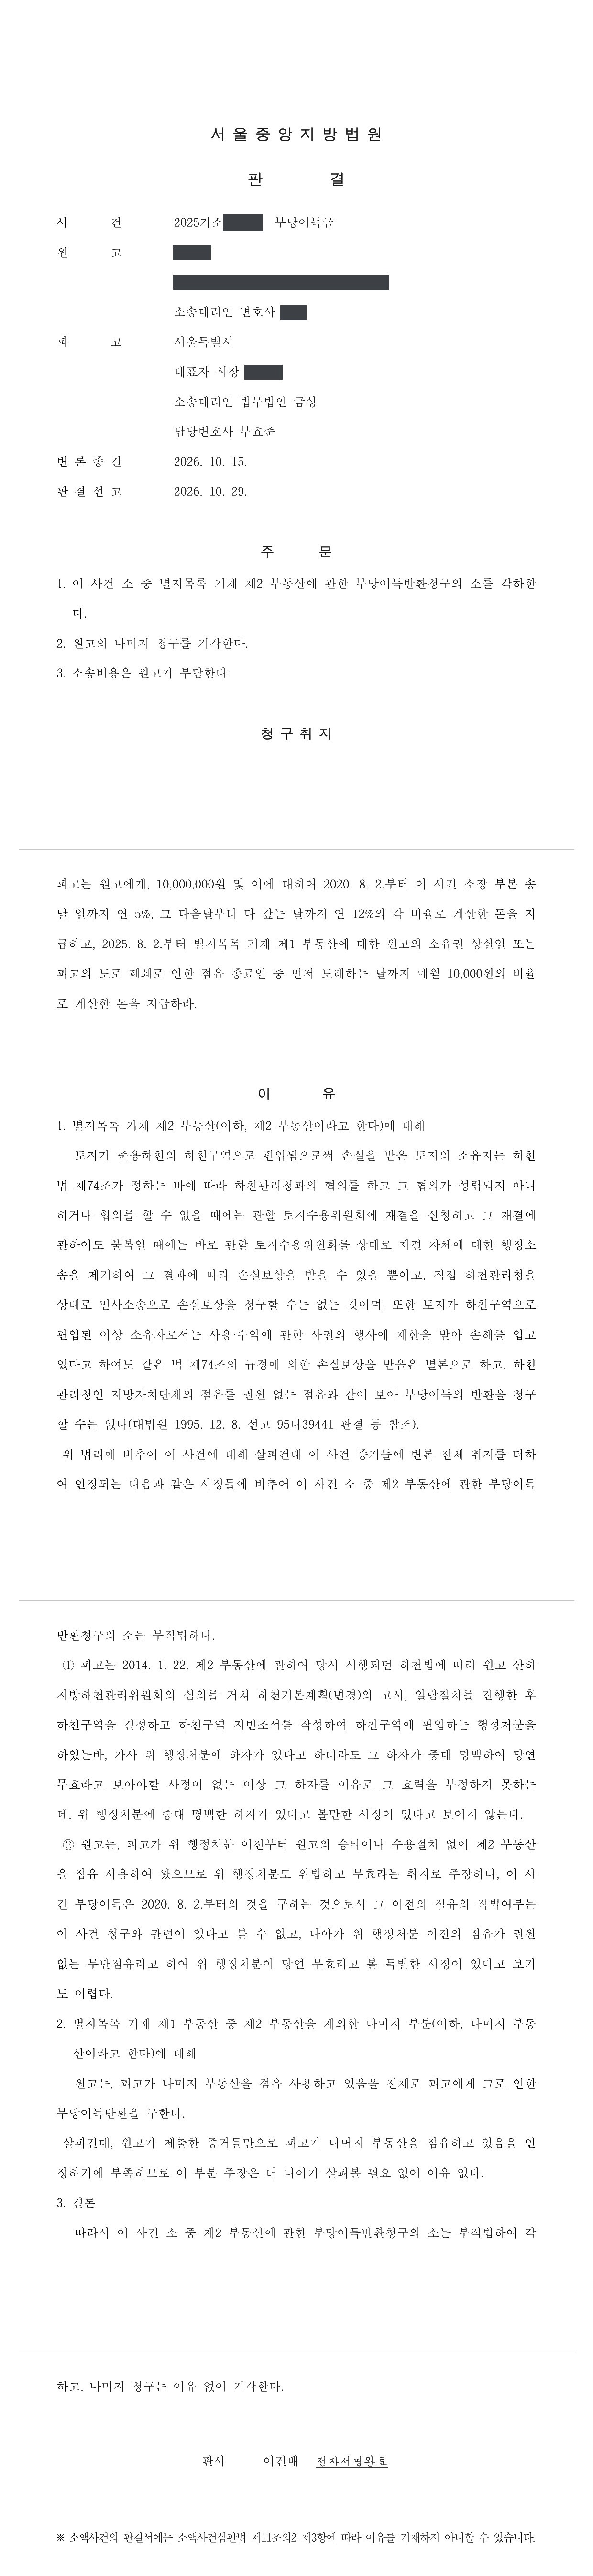 서 울 중 앙 지 방 법 원
판 결
사 건 2025가소 부당이득금
원 고
소송대리인 변호사
피 고 서울특별시
대표자 시장
소송대리인 법무법인 금성
담당변호사 부효준
변 론 종 결 2026. 10. 15.
판 결 선 고 2026. 10. 29.
주 문
1. 이 사건 소 중 별지목록 기재 제2 부동산에 관한 부당이득반환청구의 소를 각하한
다.
2. 원고의 나머지 청구를 기각한다.
3. 소송비용은 원고가 부담한다.
청 구 취 지
피고는 원고에게, 10,000,000원 및 이에 대하여 2020. 8. 2.부터 이 사건 소장 부본 송
달 일까지 연 5%, 그 다음날부터 다 갚는 날까지 연 12%의 각 비율로 계산한 돈을 지
급하고, 2025. 8. 2.부터 별지목록 기재 제1 부동산에 대한 원고의 소유권 상실일 또는
피고의 도로 폐쇄로 인한 점유 종료일 중 먼저 도래하는 날까지 매월 10,000원의 비율
로 계산한 돈을 지급하라.
이 유
1. 별지목록 기재 제2 부동산(이하, 제2 부동산이라고 한다)에 대해
토지가 준용하천의 하천구역으로 편입됨으로써 손실을 받은 토지의 소유자는 하천
법 제74조가 정하는 바에 따라 하천관리청과의 협의를 하고 그 협의가 성립되지 아니
하거나 협의를 할 수 없을 때에는 관할 토지수용위원회에 재결을 신청하고 그 재결에
관하여도 불복일 때에는 바로 관할 토지수용위원회를 상대로 재결 자체에 대한 행정소
송을 제기하여 그 결과에 따라 손실보상을 받을 수 있을 뿐이고, 직접 하천관리청을
상대로 민사소송으로 손실보상을 청구할 수는 없는 것이며, 또한 토지가 하천구역으로
편입된 이상 소유자로서는 사용·수익에 관한 사권의 행사에 제한을 받아 손해를 입고
있다고 하여도 같은 법 제74조의 규정에 의한 손실보상을 받음은 별론으로 하고, 하천
관리청인 지방자치단체의 점유를 권원 없는 점유와 같이 보아 부당이득의 반환을 청구
할 수는 없다(대법원 1995. 12. 8. 선고 95다39441 판결 등 참조).
위 법리에 비추어 이 사건에 대해 살피건대 이 사건 증거들에 변론 전체 취지를 더하
여 인정되는 다음과 같은 사정들에 비추어 이 사건 소 중 제2 부동산에 관한 부당이득
반환청구의 소는 부적법하다.
① 피고는 2014. 1. 22. 제2 부동산에 관하여 당시 시행되던 하천법에 따라 원고 산하
지방하천관리위원회의 심의를 거쳐 하천기본계획(변경)의 고시, 열람절차를 진행한 후
하천구역을 결정하고 하천구역 지번조서를 작성하여 하천구역에 편입하는 행정처분을
하였는바, 가사 위 행정처분에 하자가 있다고 하더라도 그 하자가 중대 명백하여 당연
무효라고 보아야할 사정이 없는 이상 그 하자를 이유로 그 효력을 부정하지 못하는
데, 위 행정처분에 중대 명백한 하자가 있다고 볼만한 사정이 있다고 보이지 않는다.
② 원고는, 피고가 위 행정처분 이전부터 원고의 승낙이나 수용절차 없이 제2 부동산
을 점유 사용하여 왔으므로 위 행정처분도 위법하고 무효라는 취지로 주장하나, 이 사
건 부당이득은 2020. 8. 2.부터의 것을 구하는 것으로서 그 이전의 점유의 적법여부는
이 사건 청구와 관련이 있다고 볼 수 없고, 나아가 위 행정처분 이전의 점유가 권원
없는 무단점유라고 하여 위 행정처분이 당연 무효라고 볼 특별한 사정이 있다고 보기
도 어렵다.
2. 별지목록 기재 제1 부동산 중 제2 부동산을 제외한 나머지 부분(이하, 나머지 부동
산이라고 한다)에 대해
원고는, 피고가 나머지 부동산을 점유 사용하고 있음을 전제로 피고에게 그로 인한
부당이득반환을 구한다.
살피건대, 원고가 제출한 증거들만으로 피고가 나머지 부동산을 점유하고 있음을 인
정하기에 부족하므로 이 부분 주장은 더 나아가 살펴볼 필요 없이 이유 없다.
3. 결론
따라서 이 사건 소 중 제2 부동산에 관한 부당이득반환청구의 소는 부적법하여 각
하고, 나머지 청구는 이유 없어 기각한다.
판사 이건배 전자서명완료
※ 소액사건의 판결서에는 소액사건심판법 제11조의2 제3항에 따라 이유를 기재하지 아니할 수 있습니다.